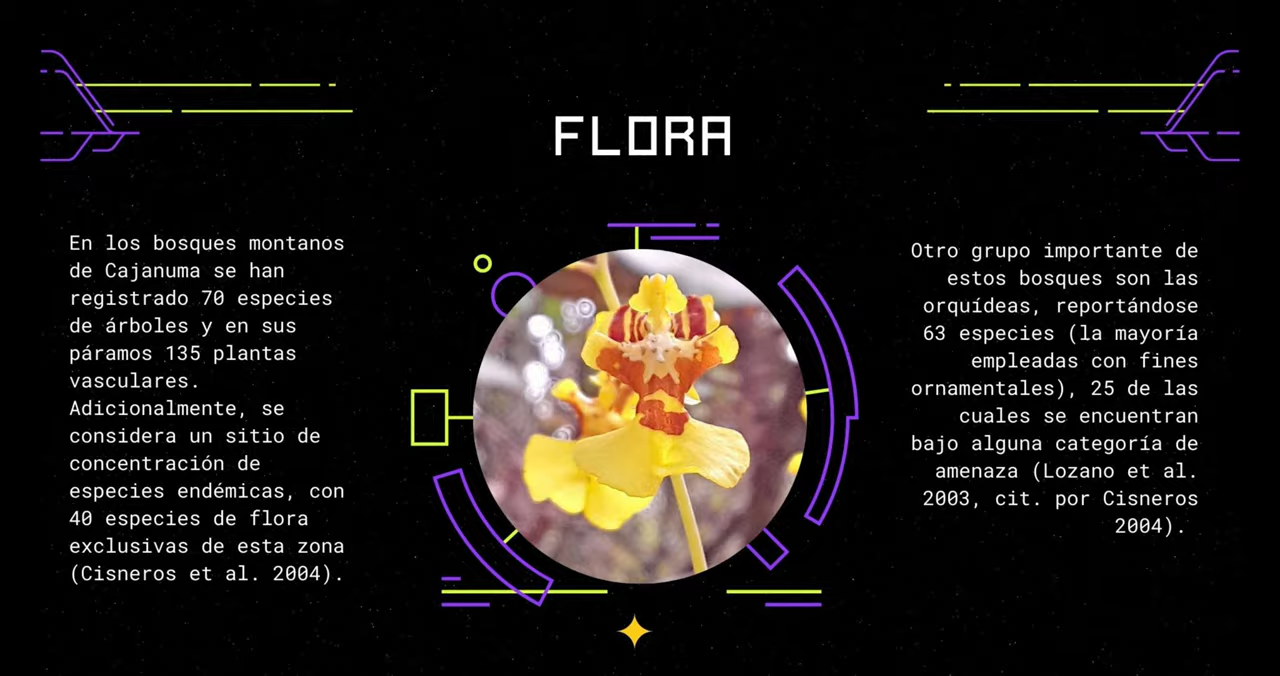 FLORA
En los bosques montanos
de Cajanuma se han
registrado 70 especies
de árboles y en sus
páramos 135 plantas
vasculares.
Adicionalmente, se
considera un sitio de
concentración de
especies endémicas, con
40 especies de flora
exclusivas de esta zona
(Cisneros et al. 2004).
Otro grupo importante de
estos bosques son las
orquídeas, reportándose
63 especies (la mayoría
empleadas con fines
ornamentales), 25 de las
cuales se encuentran
bajo alguna categoría de
amenaza (Lozano et al.
2003, cit. por Cisneros
2004).